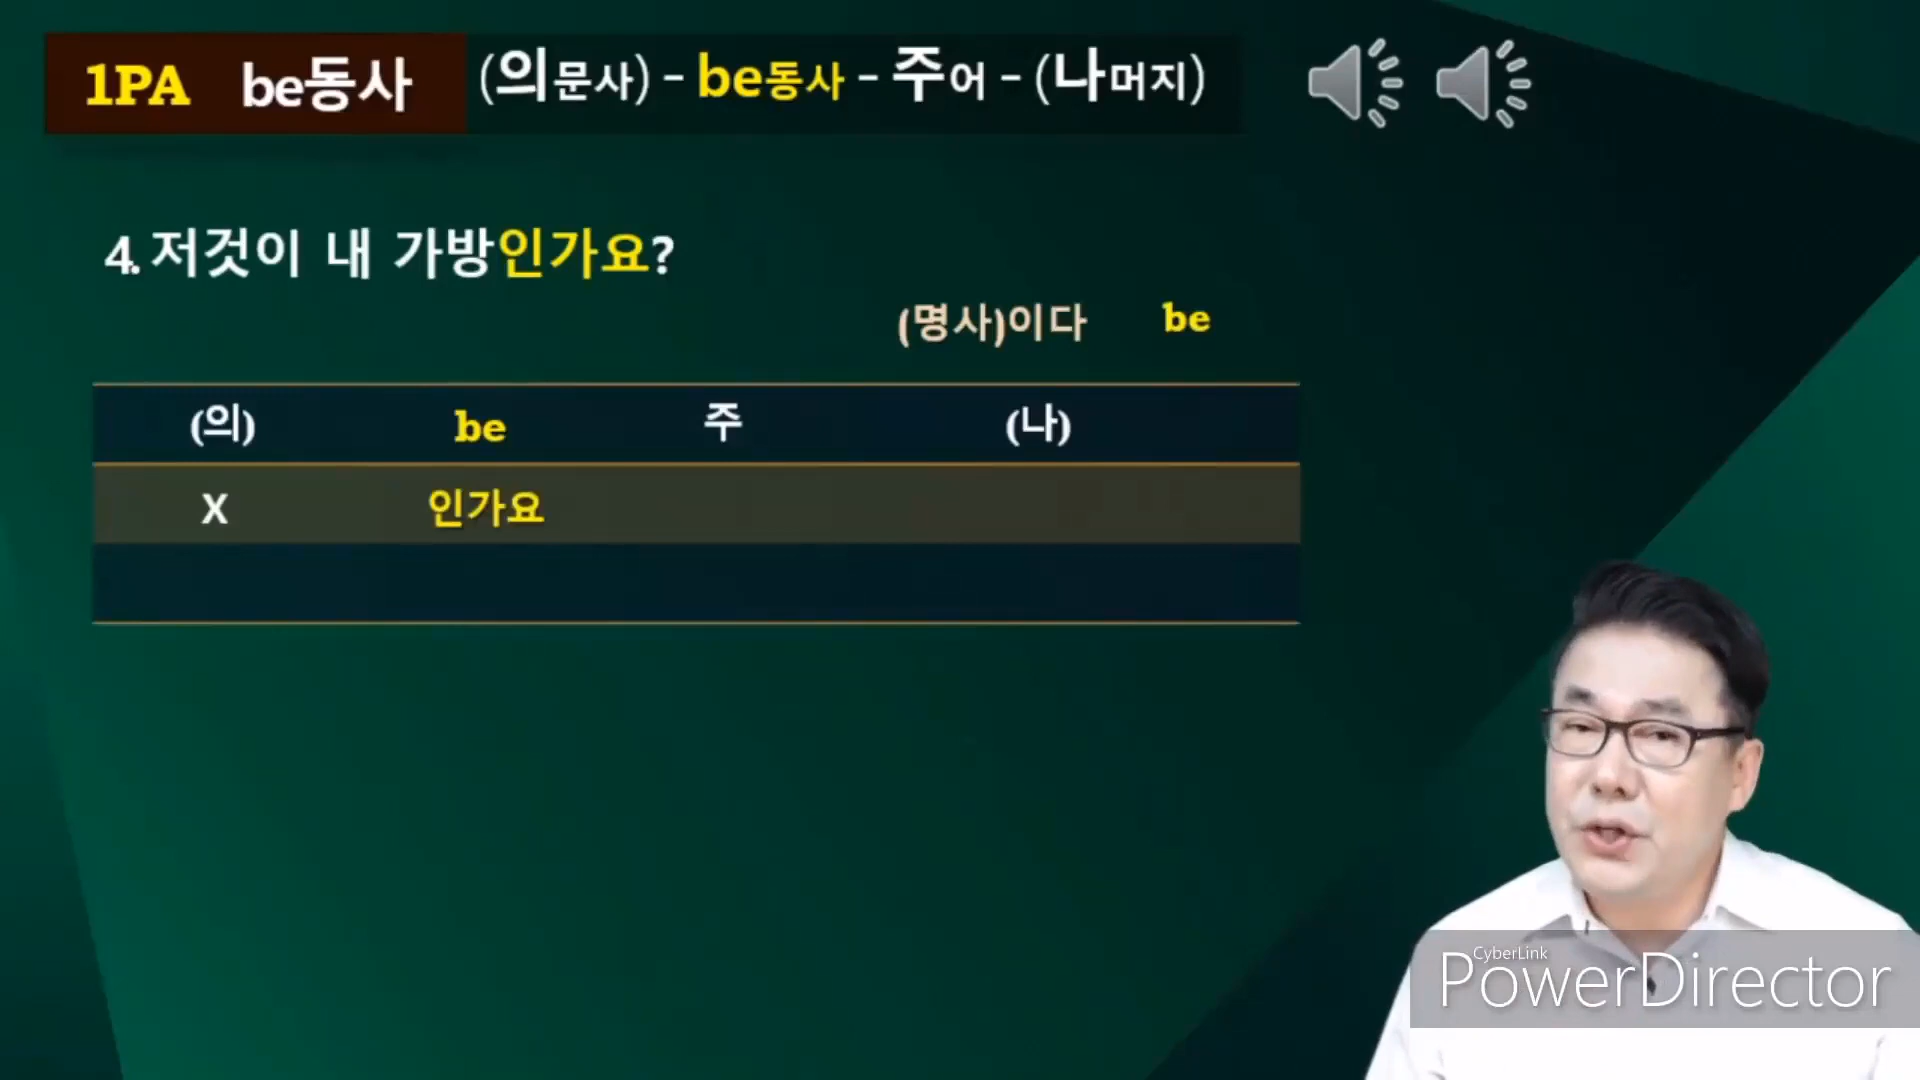 1PA be동사 (의문사) - be동사 - 주어 - (나머지)
4. 저것이 내 가방인가요?
(명사)이다 be
(의) be 주 (나)
X 인가요
CyberLink
PowerDirector